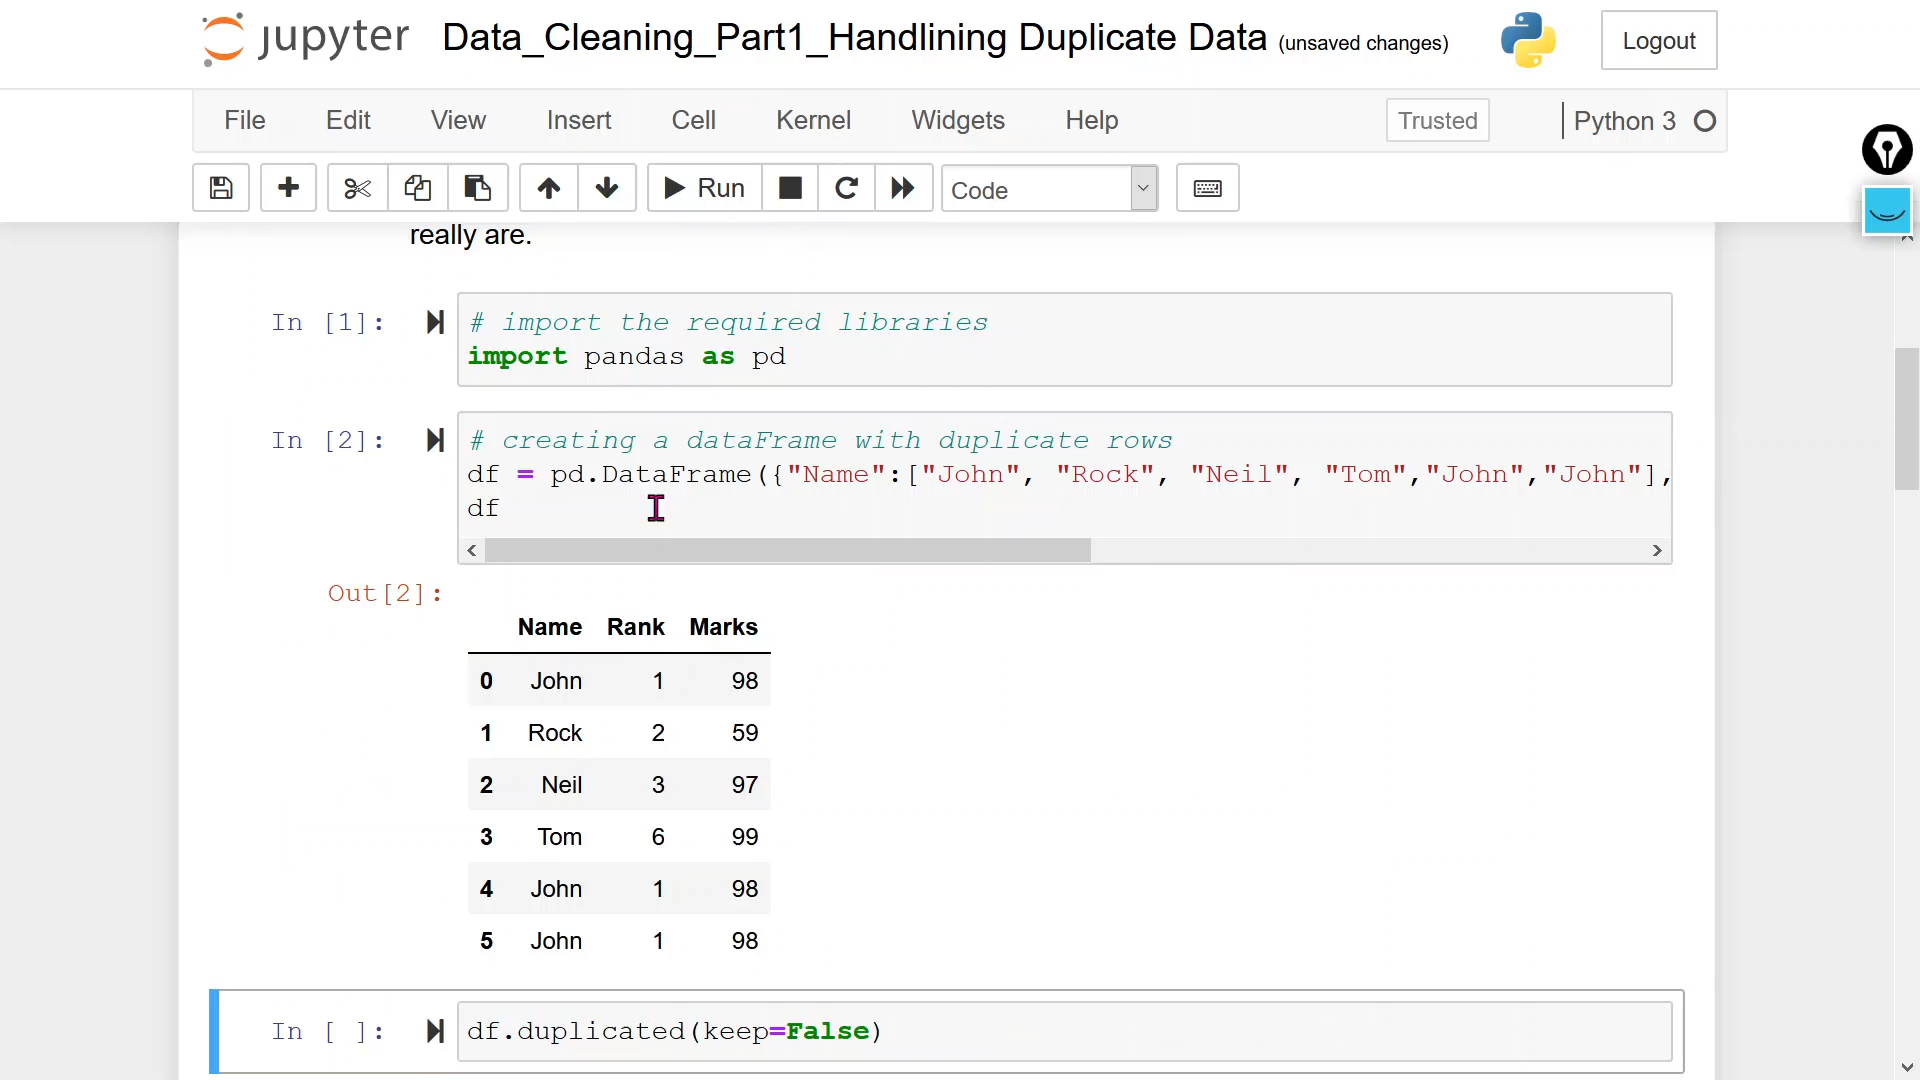 jupyter Data_Cleaning_Part1_Handlining Duplicate Data (unsaved changes) Logout
File Edit View Insert Cell Kernel Widgets Help Trusted Python 3
Run Code
really are.
In [1]: # import the required libraries
import pandas as pd
In [2]: # creating a dataFrame with duplicate rows
df = pd.DataFrame({"Name":["John", "Rock", "Neil", "Tom","John","John"],
df
Out[2]:
Name Rank Marks
0 John 1 98
1 Rock 2 59
2 Neil 3 97
3 Tom 6 99
4 John 1 98
5 John 1 98
In [ ]: df.duplicated(keep=False)